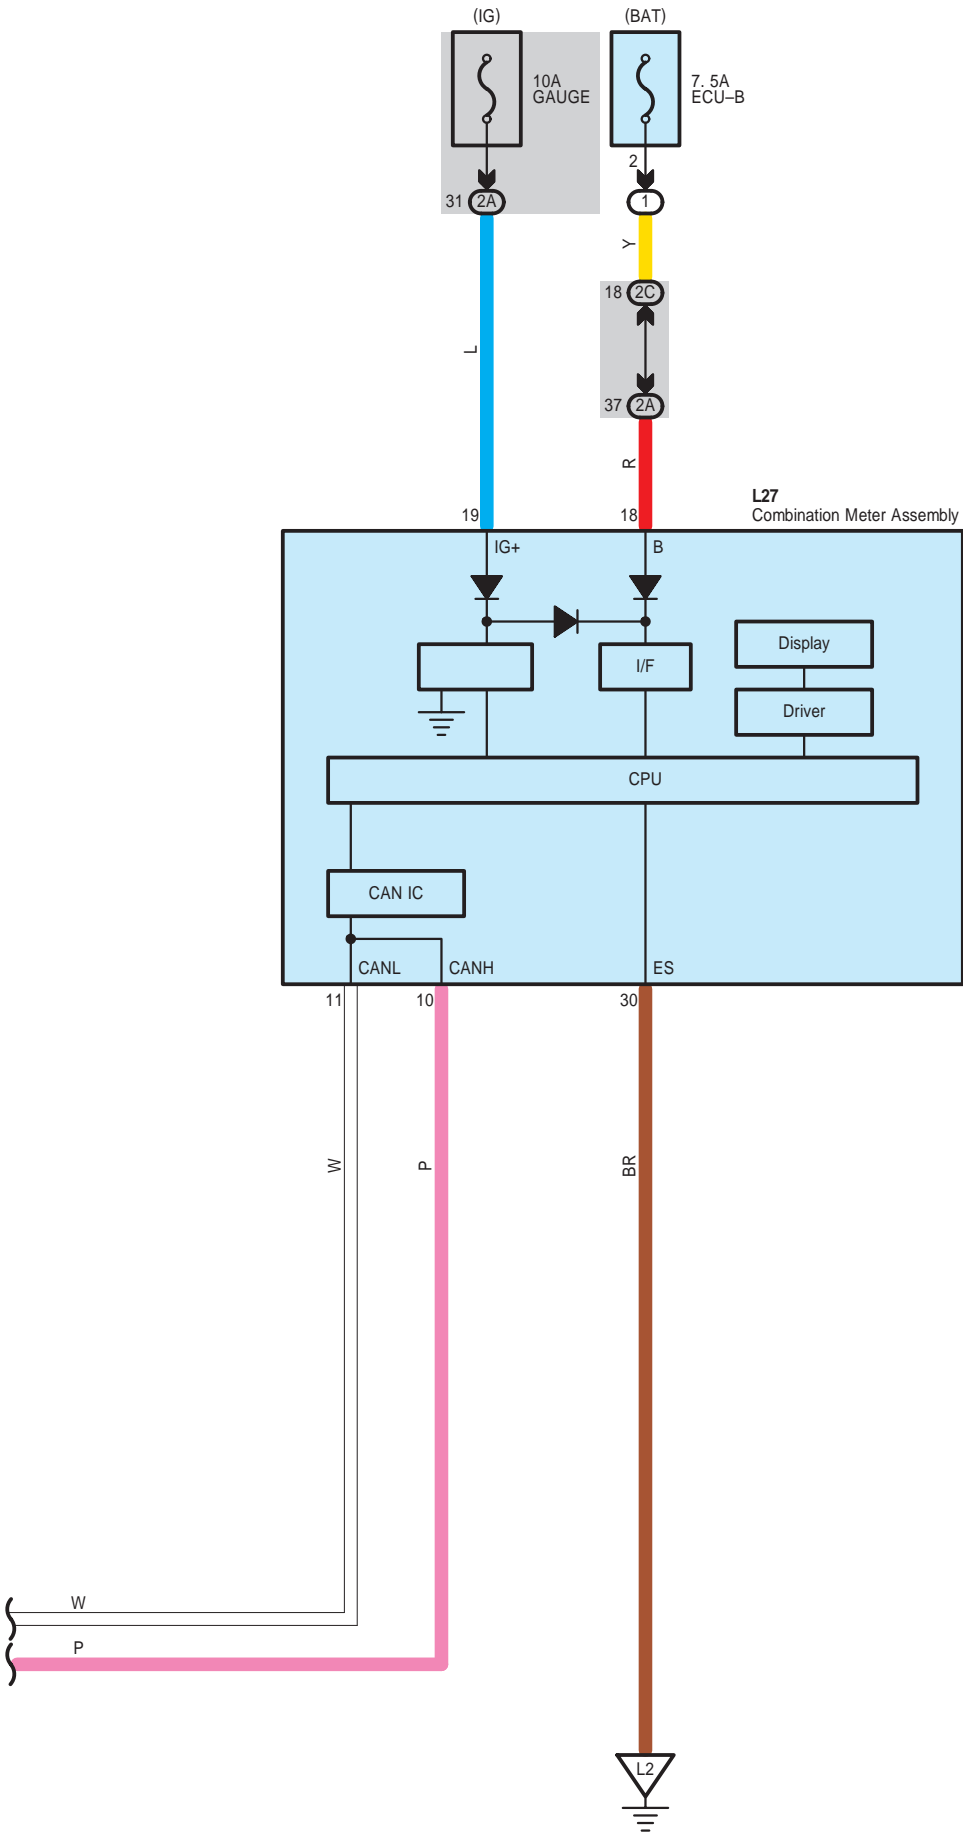 (IG)
(BAT)
10A
GAUGE
7. 5A
ECU–B
2
31
2A
1
Y
18
2C
L
37
2A
R
L27
Combination Meter Assembly
19
18
IG+
B
Display
I/F
Driver
CPU
CAN IC
CANL
CANH
ES
11
10
30
W
P
BR
W
P
L2